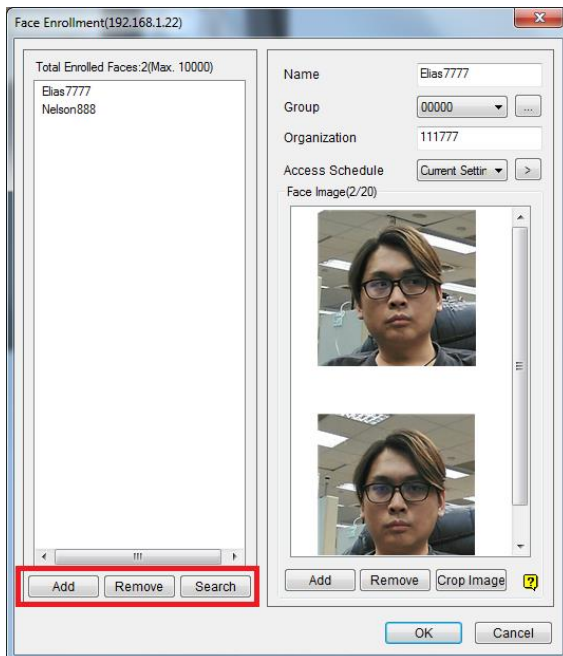 Face Enrollment(192.168.1.22)
Total Enrolled Faces:2(Max. 10000)
Elias7777
Nelson888
Add Remove Search
Name Elias7777
Group 00000 ...
Organization 111777
Access Schedule Current Settir >
Face Image(2/20)
Add Remove Crop Image ?
OK Cancel